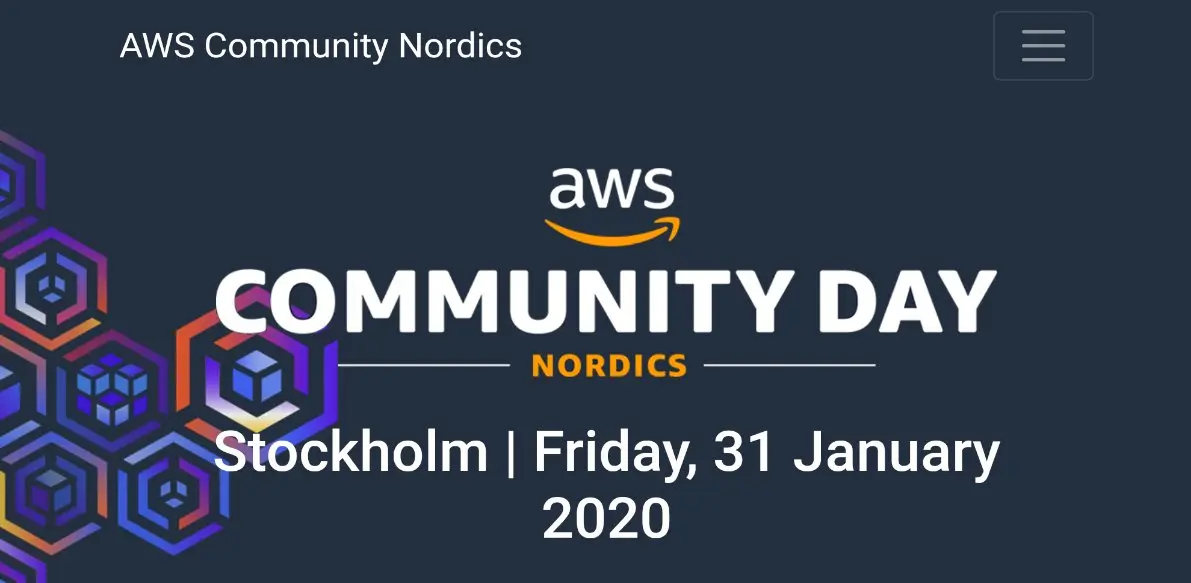 AWS Community Nordics
aws
COMMUNITY DAY
NORDICS
Stockholm | Friday, 31 January
2020